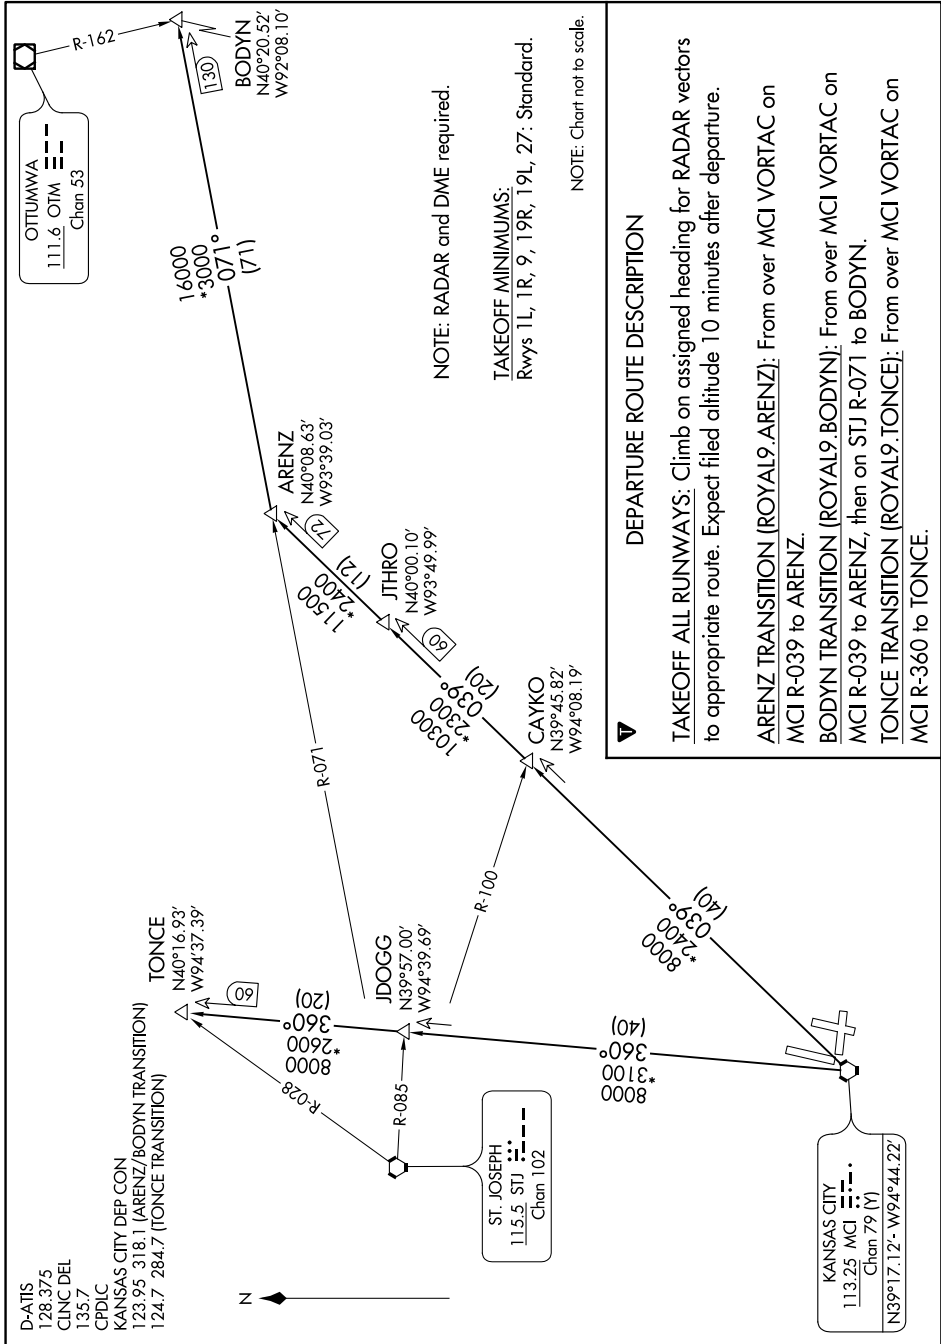 D-ATIS
128.375
CLNC DEL
135.7
CPDLC
KANSAS CITY DEP CON
123.95 318.1 (ARENZ/BODYN TRANSITION)
124.7 284.7 (TONCE TRANSITION)
N
TONCE
N40°16.93'
W94°37.39'
60
8000
*2600
360°
(20)
R-028
JDOGG
N39°57.00'
W94°39.69'
R-085
ST. JOSEPH
115.5 STJ
Chan 102
8000
*3100
360°
(40)
KANSAS CITY
113.25 MCI
Chan 79 (Y)
N39°17.12'- W94°44.22'
8000
*2400
039°
(40)
R-100
R-071
CAYKO
N39°45.82'
W94°08.19'
10300
*2300
039°
(20)
60
JTHRO
N40°00.10'
W93°49.99'
11500
*2400
(12)
72
ARENZ
N40°08.63'
W93°39.03'
16000
*3000
071°
(71)
OTTUMWA
111.6 OTM
Chan 53
R-162
130
BODYN
N40°20.52'
W92°08.10'
NOTE: RADAR and DME required.
TAKEOFF MINIMUMS:
Rwys 1L, 1R, 9, 19R, 19L, 27: Standard.
NOTE: Chart not to scale.
T
DEPARTURE ROUTE DESCRIPTION
TAKEOFF ALL RUNWAYS: Climb on assigned heading for RADAR vectors
to appropriate route. Expect filed altitude 10 minutes after departure.
ARENZ TRANSITION (ROYAL9.ARENZ): From over MCI VORTAC on
MCI R-039 to ARENZ.
BODYN TRANSITION (ROYAL9.BODYN): From over MCI VORTAC on
MCI R-039 to ARENZ, then on STJ R-071 to BODYN.
TONCE TRANSITION (ROYAL9.TONCE): From over MCI VORTAC on
MCI R-360 to TONCE.